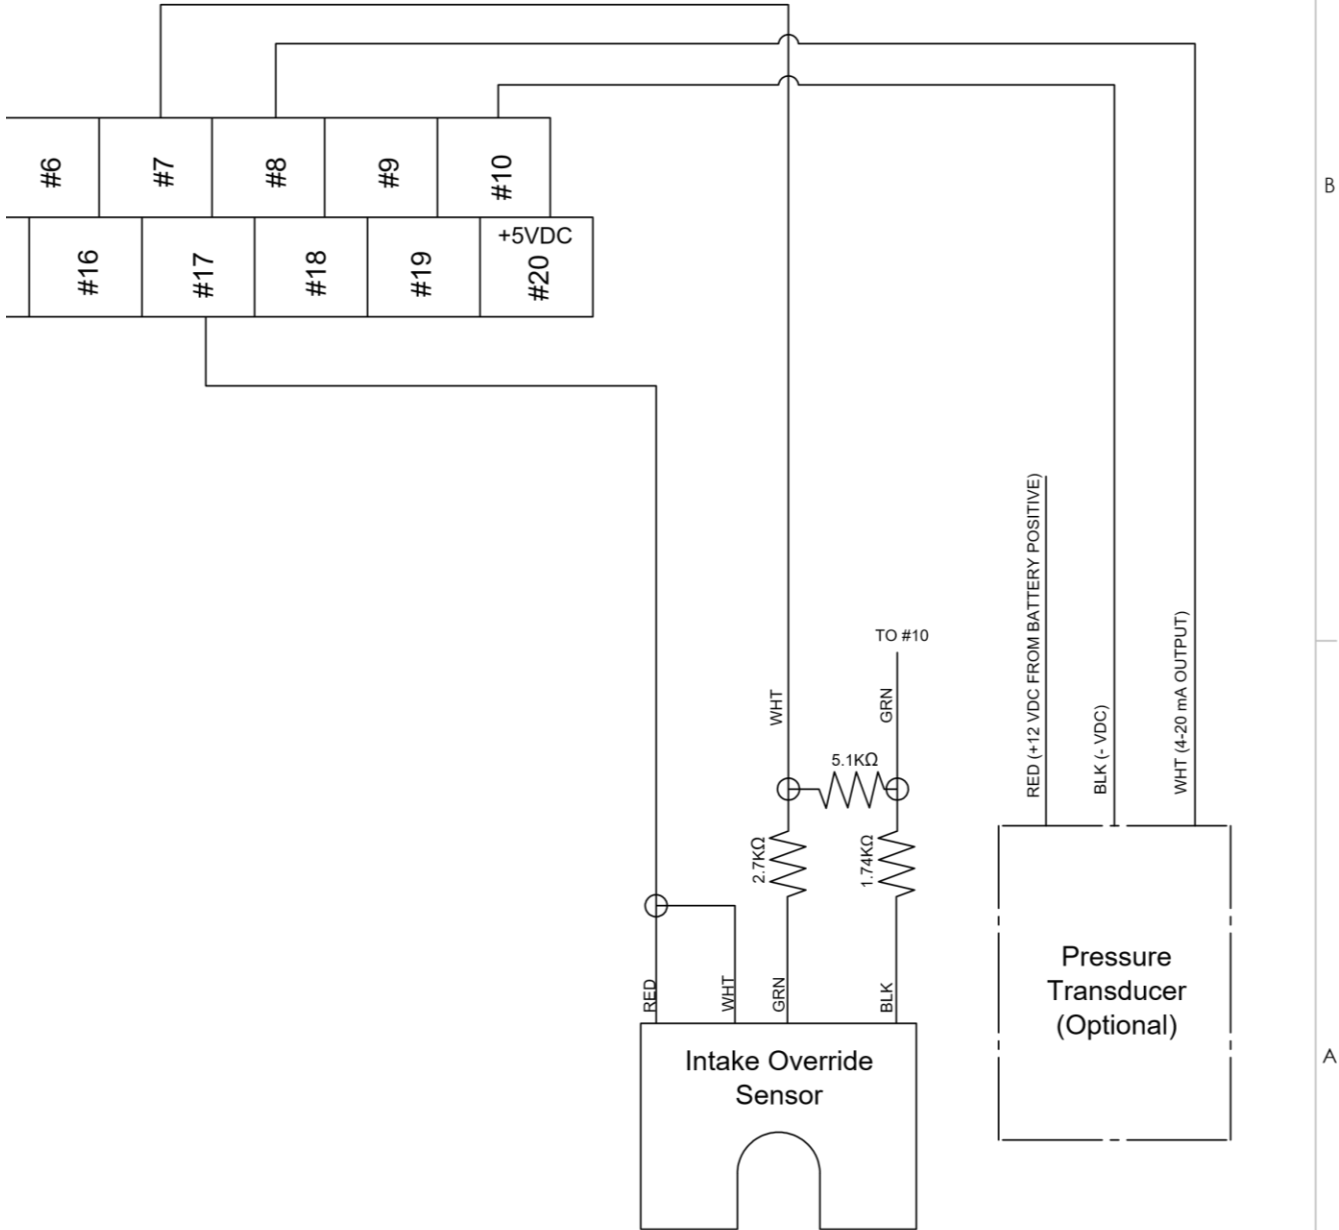 #6
#7
#8
#9
#10
B
#16
#17
#18
#19
+5VDC
#20
RED (+12 VDC FROM BATTERY POSITIVE)
BLK (- VDC)
WHT (4-20 mA OUTPUT)
TO #10
WHT
GRN
5.1KΩ
2.7KΩ
1.74KΩ
RED
WHT
GRN
BLK
Intake Override
Sensor
Pressure
Transducer
(Optional)
A